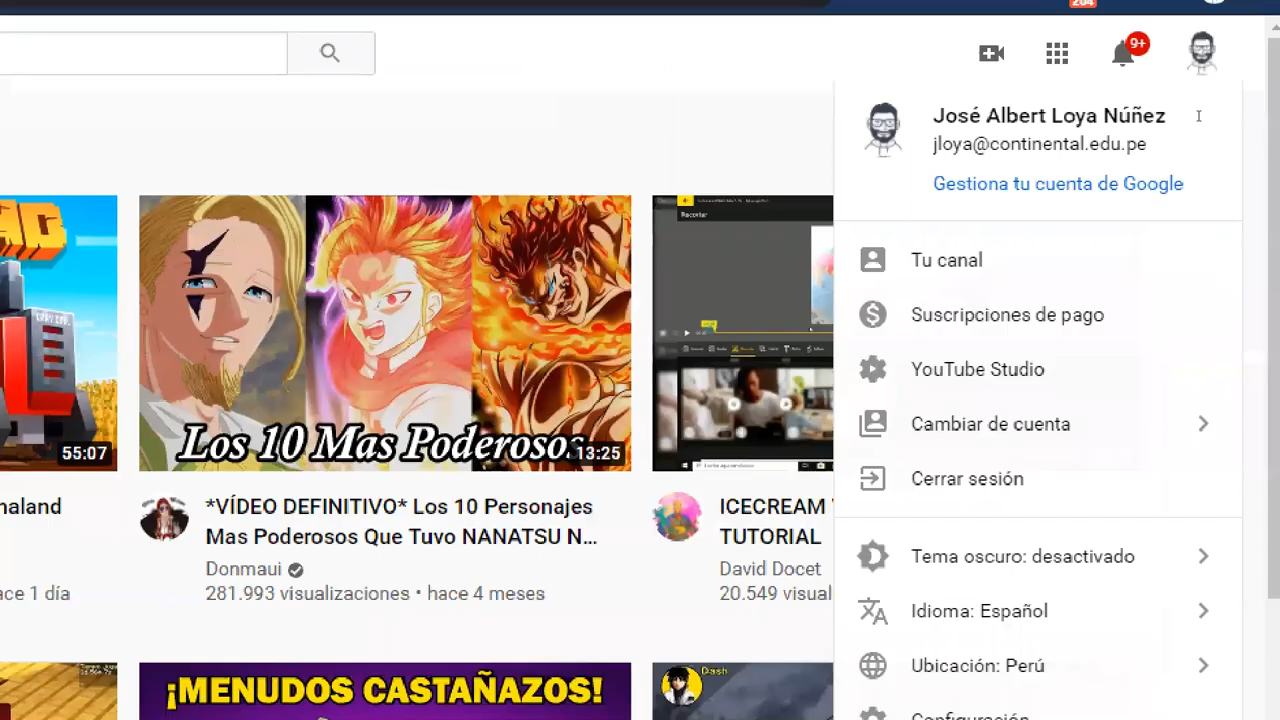 204
9+
José Albert Loya Núñez
jloya@continental.edu.pe
Gestiona tu cuenta de Google
Recortar
Tu canal
Suscripciones de pago
YouTube Studio
Cambiar de cuenta
Cerrar sesión
Los 10 Mas Poderosos
55:07
13:25
naland
*VÍDEO DEFINITIVO* Los 10 Personajes
Mas Poderosos Que Tuvo NANATSU N...
Donmaui
281.993 visualizaciones • hace 4 meses
ace 1 día
ICECREAM
TUTORIAL
David Docet
20.549 visual
Tema oscuro: desactivado
Idioma: Español
Ubicación: Perú
Configuración
¡MENUDOS CASTAÑAZOS!
Dash